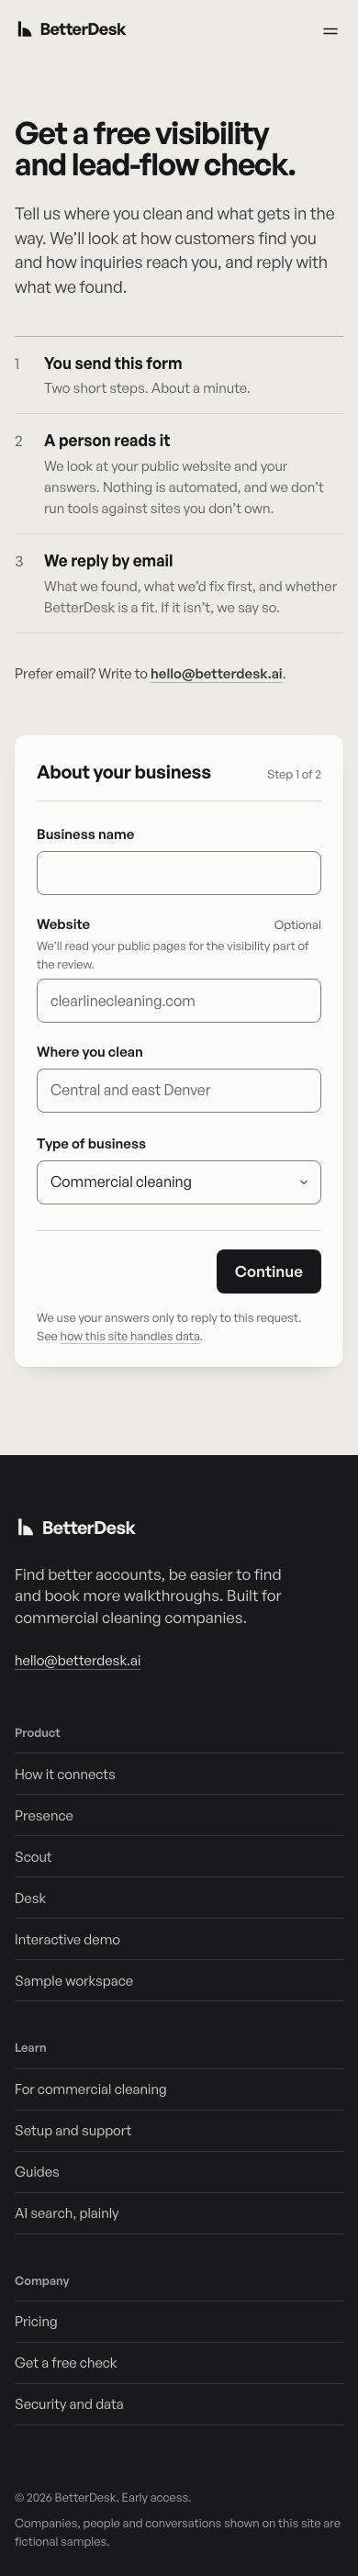 BetterDesk
Get a free visibility
and lead-flow check.
Tell us where you clean and what gets in the
way. We’ll look at how customers find you
and how inquiries reach you, and reply with
what we found.
1 You send this form
Two short steps. About a minute.
2 A person reads it
We look at your public website and your
answers. Nothing is automated, and we don’t
run tools against sites you don’t own.
3 We reply by email
What we found, what we’d fix first, and whether
BetterDesk is a fit. If it isn’t, we say so.
Prefer email? Write to hello@betterdesk.ai.
About your business Step 1 of 2
Business name
Website Optional
We’ll read your public pages for the visibility part of
the review.
clearlinecleaning.com
Where you clean
Central and east Denver
Type of business
Commercial cleaning
Continue
We use your answers only to reply to this request.
See how this site handles data.
BetterDesk
Find better accounts, be easier to find
and book more walkthroughs. Built for
commercial cleaning companies.
hello@betterdesk.ai
Product
How it connects
Presence
Scout
Desk
Interactive demo
Sample workspace
Learn
For commercial cleaning
Setup and support
Guides
AI search, plainly
Company
Pricing
Get a free check
Security and data
© 2026 BetterDesk. Early access.
Companies, people and conversations shown on this site are
fictional samples.